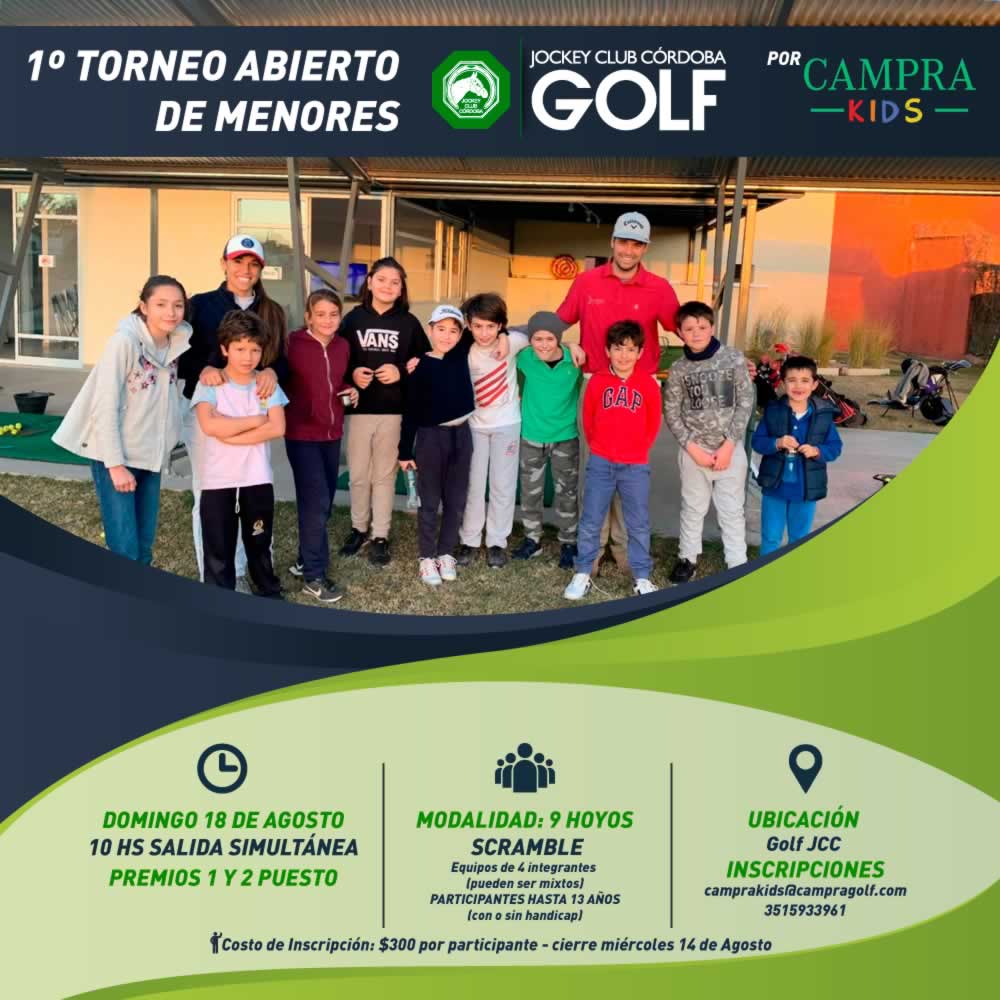 1º TORNEO ABIERTO
DE MENORES
JOCKEY
CLUB
CÓRDOBA
JOCKEY CLUB CÓRDOBA
GOLF
POR
CAMPRA
KIDS
VANS
GAP
DOMINGO 18 DE AGOSTO
10 HS SALIDA SIMULTÁNEA
PREMIOS 1 Y 2 PUESTO
MODALIDAD: 9 HOYOS
SCRAMBLE
Equipos de 4 integrantes
(pueden ser mixtos)
PARTICIPANTES HASTA 13 AÑOS
(con o sin handicap)
UBICACIÓN
Golf JCC
INSCRIPCIONES
camprakids@campragolf.com
3515933961
Costo de Inscripción: $300 por participante - cierre miércoles 14 de Agosto